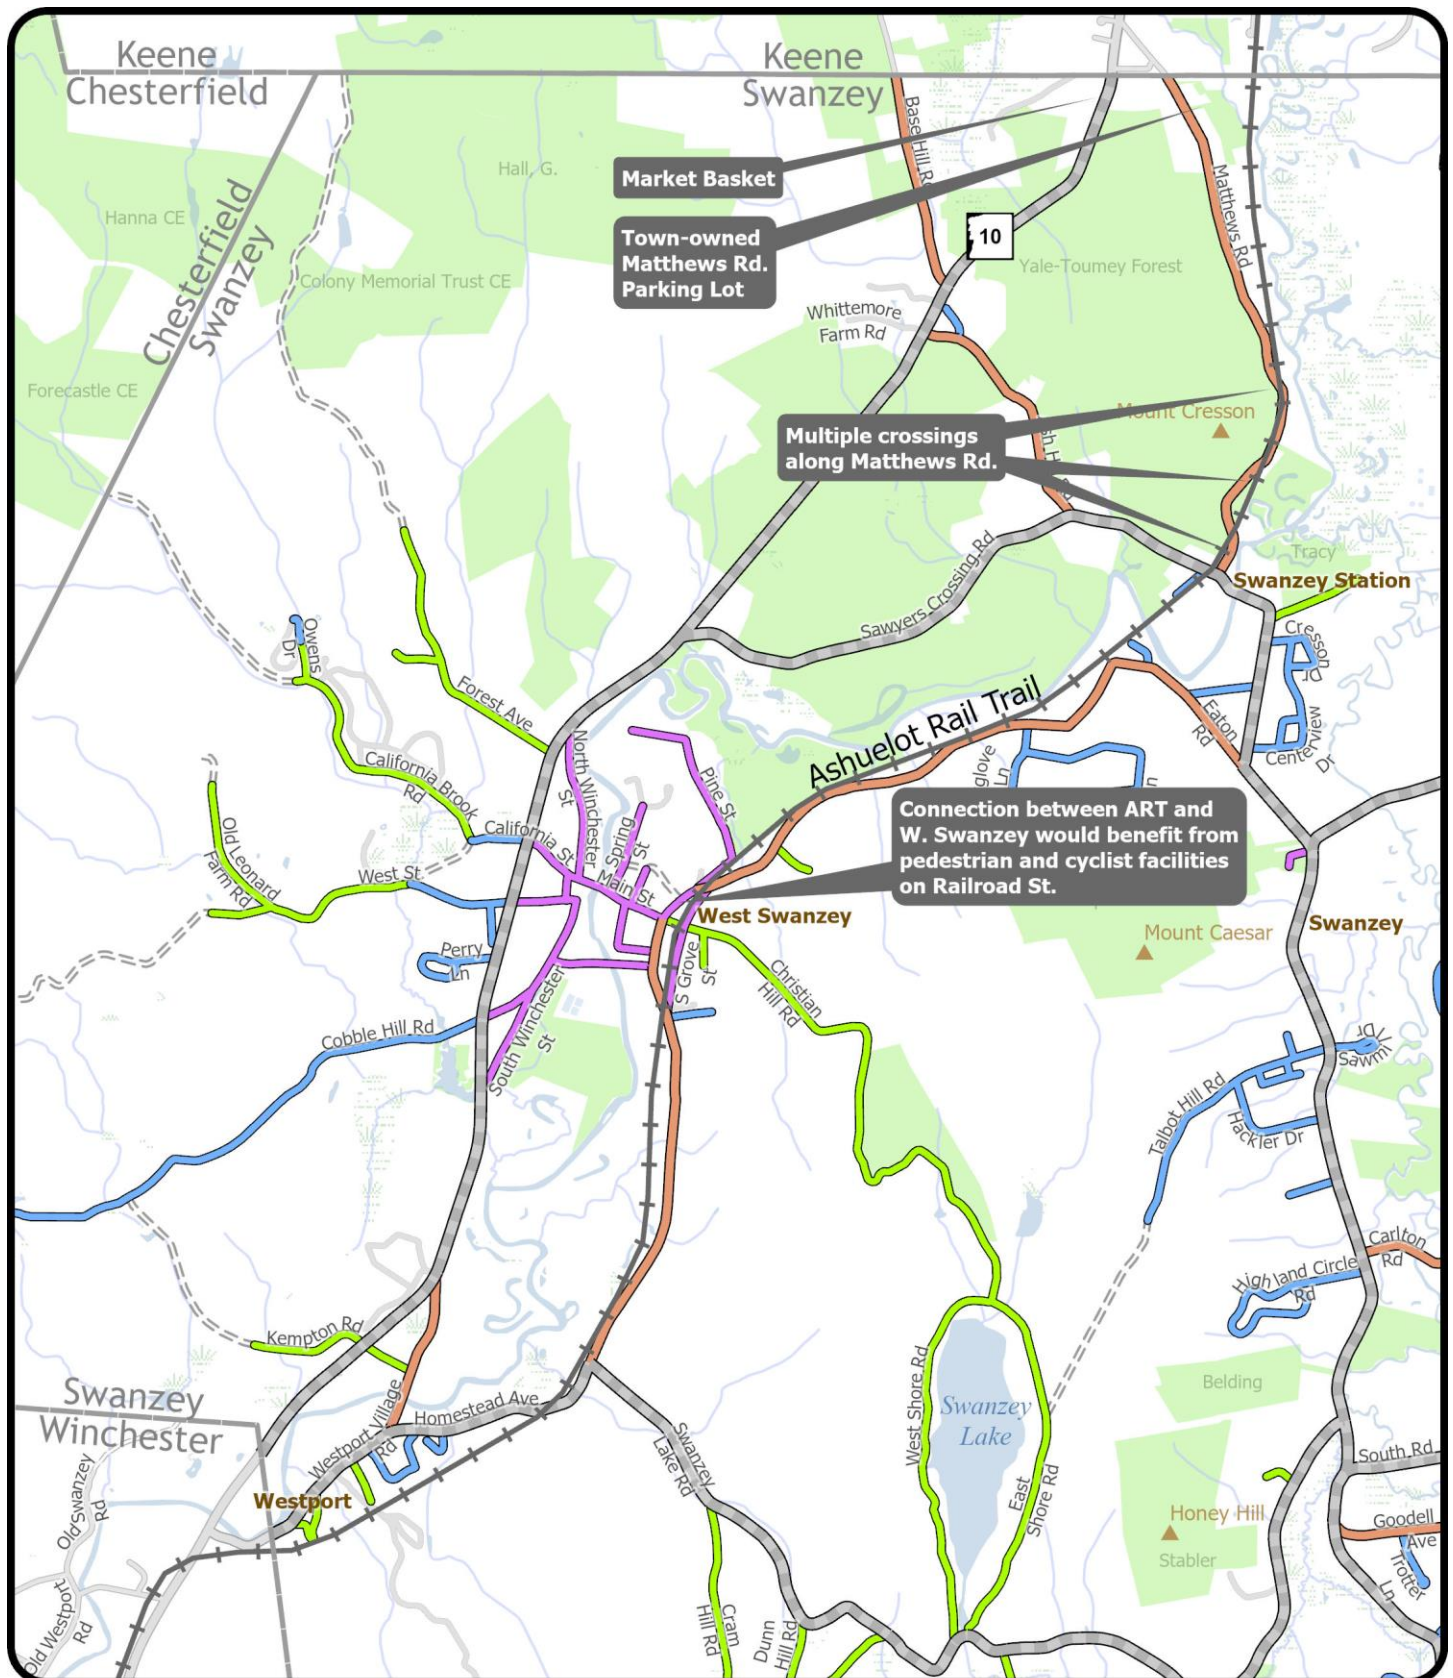 Keene
Chesterfield
Keene
Swanzey
Base Hill Rd
Market Basket
Hall, G.
Hanna CE
Chesterfield
Swanzey
Town-owned
Matthews Rd.
Parking Lot
10
Matthews Rd
Yale-Toumey Forest
Colony Memorial Trust CE
Whittemore
Farm Rd
Forecastle CE
Mount Cresson
Multiple crossings
along Matthews Rd.
Sawyers Crossing Rd
Tracy
Swanzey Station
Owens
Dr
Cresson
Dr
Forest Ave
Ashuelot Rail Trail
Eaton
Rd
Centerview
Dr
North Winchester
St
California Brook
Rd
Pine St
Ln
Connection between ART and
W. Swanzey would benefit from
pedestrian and cyclist facilities
on Railroad St.
Old Leonard
Farm Rd
California St
Spring
St
Main St
West St
West Swanzey
Swanzey
Mount Caesar
Perry
Ln
S Grove
St
Christian
Hill Rd
Cobble Hill Rd
South Winchester
St
Talbot Hill Rd
Hackler Dr
Carlton
Rd
Highland Circle
Rd
Kempton Rd
Swanzey
Winchester
Westport Village
Rd
Homestead Ave
West Shore Rd
Swanzey
Lake
Belding
Swanzey
Lake Rd
East
Shore Rd
South Rd
Old Swanzey
Rd
Westport
Honey Hill
Stabler
Goodell
Ave
Trotter
Ln
Old Westport
Rd
Cram
Hill Rd
Dunn
Hill Rd